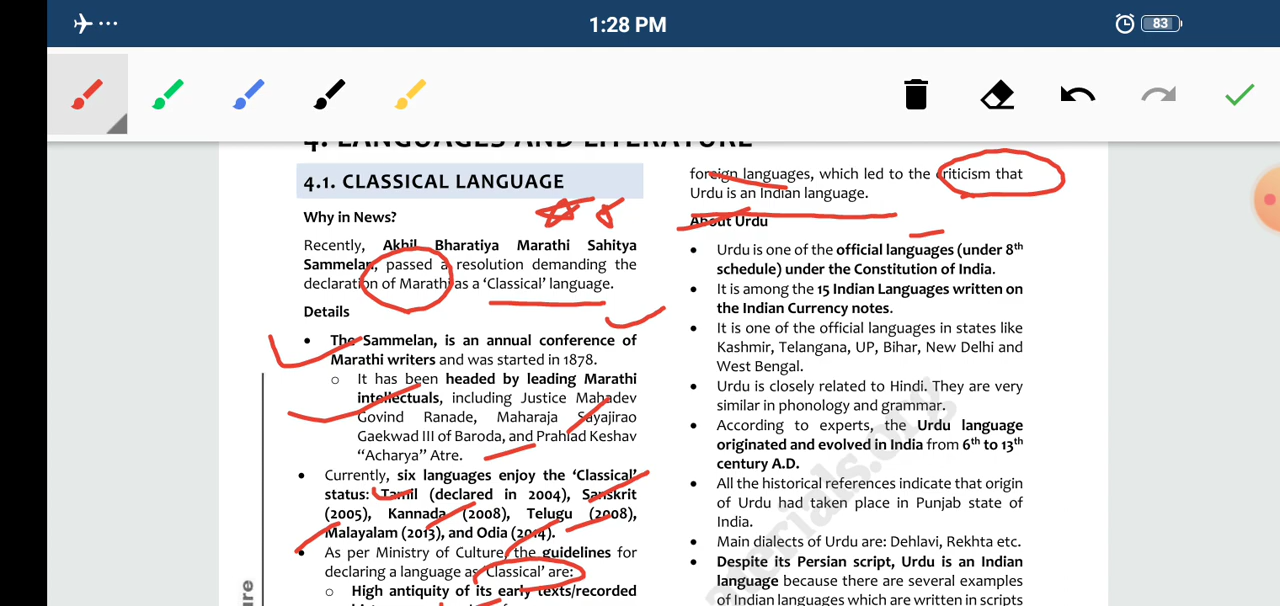 1:28 PM
83
4. LANGUAGES AND LITERATURE
4.1. CLASSICAL LANGUAGE
Why in News?
Recently, Akhil Bharatiya Marathi Sahitya
Sammelan, passed a resolution demanding the
declaration of Marathi as a ‘Classical’ language.
Details
• The Sammelan, is an annual conference of
Marathi writers and was started in 1878.
o It has been headed by leading Marathi
intellectuals, including Justice Mahadev
Govind Ranade, Maharaja Sayajirao
Gaekwad III of Baroda, and Prahlad Keshav
“Acharya” Atre.
• Currently, six languages enjoy the ‘Classical’
status: Tamil (declared in 2004), Sanskrit
(2005), Kannada (2008), Telugu (2008),
Malayalam (2013), and Odia (2014).
• As per Ministry of Culture, the guidelines for
declaring a language as ‘Classical’ are:
o High antiquity of its early texts/recorded
foreign languages, which led to the criticism that
Urdu is an Indian language.
About Urdu
• Urdu is one of the official languages (under 8th
schedule) under the Constitution of India.
• It is among the 15 Indian Languages written on
the Indian Currency notes.
• It is one of the official languages in states like
Kashmir, Telangana, UP, Bihar, New Delhi and
West Bengal.
• Urdu is closely related to Hindi. They are very
similar in phonology and grammar.
• According to experts, the Urdu language
originated and evolved in India from 6th to 13th
century A.D.
• All the historical references indicate that origin
of Urdu had taken place in Punjab state of
India.
• Main dialects of Urdu are: Dehlavi, Rekhta etc.
• Despite its Persian script, Urdu is an Indian
language because there are several examples
of Indian languages which are written in scripts